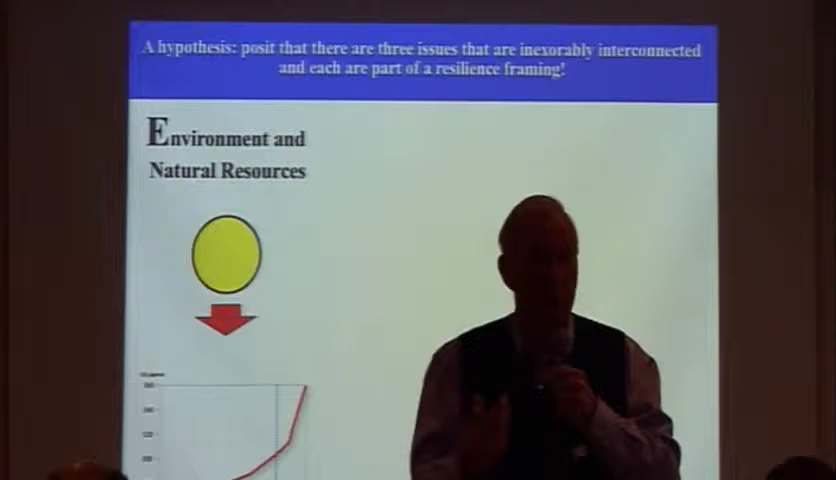 A hypothesis: posit that there are three issues that are inexorably interconnected
and each are part of a resilience framing!
Environment and
Natural Resources